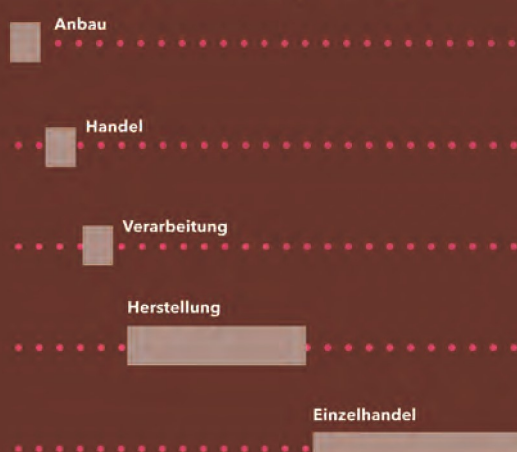 Anbau
Handel
Verarbeitung
Herstellung
Einzelhandel